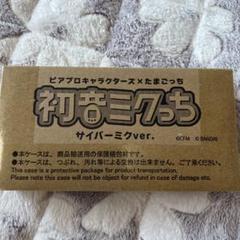 ピアプロキャラクターズ×たまごっち
初音ミクっち
サイバーミクver.
©CFM ©BANDAI
●本ケースは、商品輸送用の保護梱包材です。
●本ケースは、つぶれ、汚れ等による交換は出来ません。ご了承ください。
This case is a protective package for product transportation.
Please note this case will not be object for refund in case of damage etc.